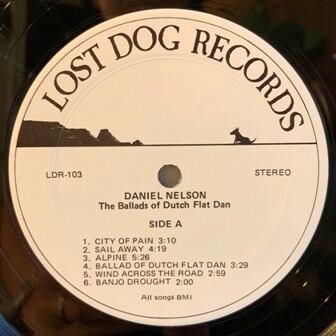 LOST DOG RECORDS
LDR-103
STEREO
DANIEL NELSON
The Ballads of Dutch Flat Dan
SIDE A
1. CITY OF PAIN 3:10
2. SAIL AWAY 4:19
3. ALPINE 5:26
4. BALLAD OF DUTCH FLAT DAN 3:29
5. WIND ACROSS THE ROAD 2:59
6. BANJO DROUGHT 2:00
All songs BMI